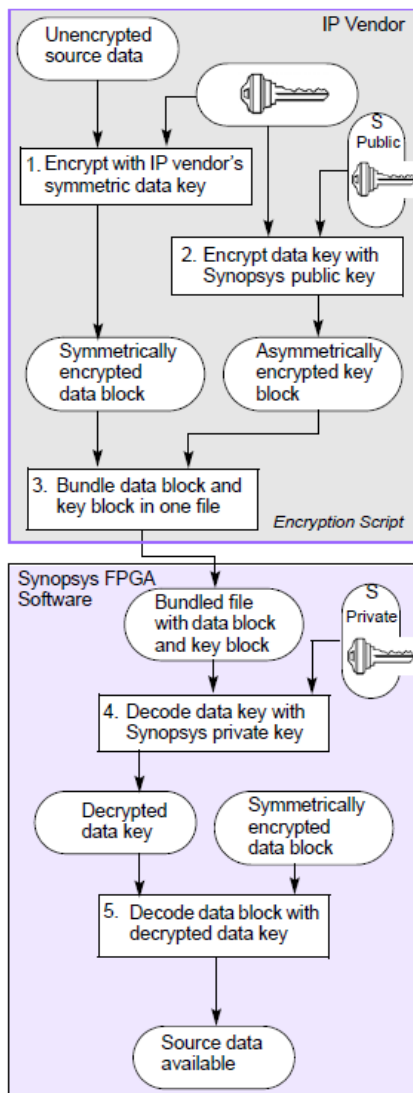 IP Vendor
Unencrypted
source data
S
Public
1. Encrypt with IP vendor's
symmetric data key
2. Encrypt data key with
Synopsys public key
Symmetrically
encrypted
data block
Asymmetrically
encrypted key
block
3. Bundle data block and
key block in one file
Encryption Script
Synopsys FPGA
Software
Bundled file
with data block
and key block
S
Private
4. Decode data key with
Synopsys private key
Decrypted
data key
Symmetrically
encrypted
data block
5. Decode data block with
decrypted data key
Source data
available